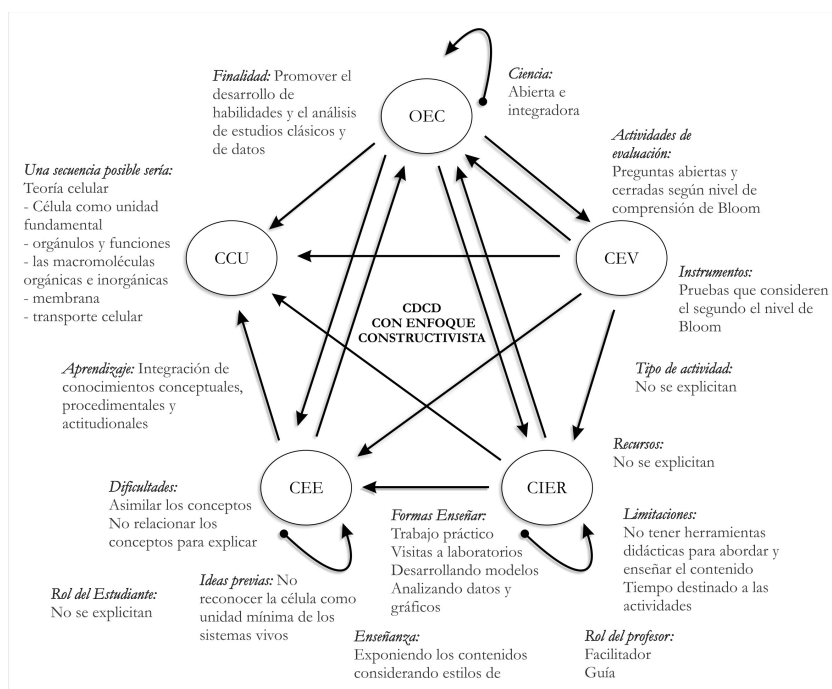 Finalidad: Promover el
desarrollo de
habilidades y el análisis
de estudios clásicos y
de datos
OEC
Ciencia:
Abierta e
integradora
Actividades de
evaluación:
Preguntas abiertas y
cerradas según nivel de
comprensión de Bloom
Una secuencia posible sería:
Teoría celular
- Célula como unidad
fundamental
- orgánulos y funciones
- las macromoléculas
orgánicas e inorgánicas
- membrana
- transporte celular
CCU
CEV
Instrumentos:
Pruebas que consideren
el segundo el nivel de
Bloom
CDCD
CON ENFOQUE
CONSTRUCTIVISTA
Aprendizaje: Integración de
conocimientos conceptuales,
procedimentales y
actitudionales
Tipo de actividad:
No se explicitan
Recursos:
No se explicitan
CEE
CIER
Dificultades:
Asimilar los conceptos
No relacionar los
conceptos para explicar
Formas Enseñar:
Trabajo práctico
Visitas a laboratorios
Desarrollando modelos
Analizando datos y
gráficos
Limitaciones:
No tener herramientas
didácticas para abordar y
enseñar el contenido
Tiempo destinado a las
actividades
Rol del Estudiante:
No se explicitan
Ideas previas: No
reconocer la célula como
unidad mínima de los
sistemas vivos
Enseñanza:
Exponiendo los contenidos
considerando estilos de
Rol del profesor:
Facilitador
Guía